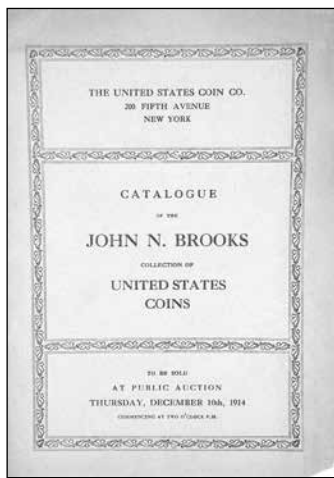 THE UNITED STATES COIN CO.
200 FIFTH AVENUE
NEW YORK
CATALOGUE
OF THE
JOHN N. BROOKS
COLLECTION OF
UNITED STATES
COINS
TO BE SOLD
AT PUBLIC AUCTION
THURSDAY, DECEMBER 10th, 1914
COMMENCING AT TWO O'CLOCK P.M.